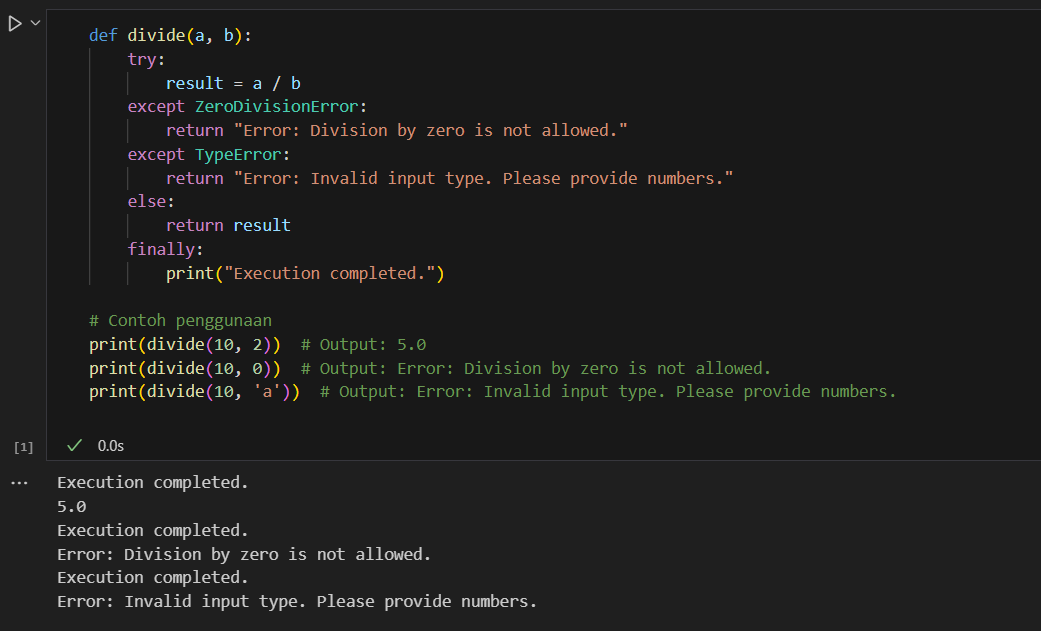 def divide(a, b):
    try:
        result = a / b
    except ZeroDivisionError:
        return "Error: Division by zero is not allowed."
    except TypeError:
        return "Error: Invalid input type. Please provide numbers."
    else:
        return result
    finally:
        print("Execution completed.")

# Contoh penggunaan
print(divide(10, 2))  # Output: 5.0
print(divide(10, 0))  # Output: Error: Division by zero is not allowed.
print(divide(10, 'a'))  # Output: Error: Invalid input type. Please provide numbers.
[1] 0.0s
Execution completed.
5.0
Execution completed.
Error: Division by zero is not allowed.
Execution completed.
Error: Invalid input type. Please provide numbers.